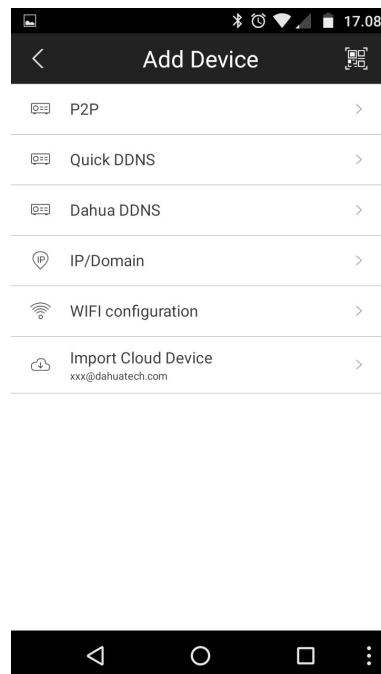 17.08
Add Device
P2P
Quick DDNS
Dahua DDNS
IP
IP/Domain
WIFI configuration
Import Cloud Device
xxx@dahuatech.com